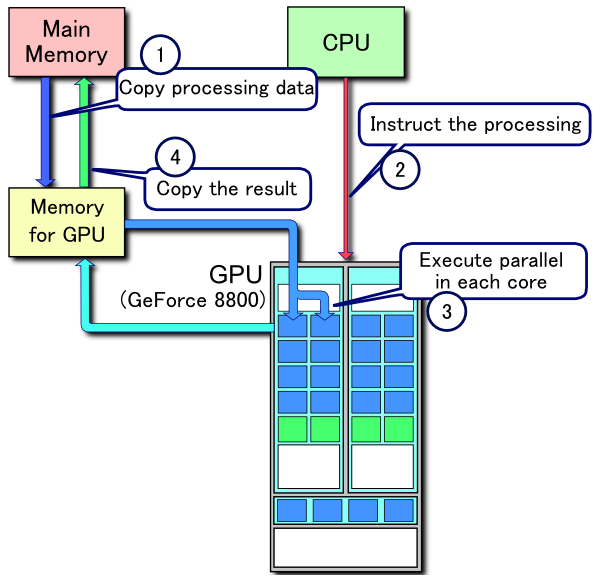 Main
Memory
CPU
1
Copy processing data
Instruct the processing
2
4
Copy the result
Memory
for GPU
GPU
(GeForce 8800)
Execute parallel
in each core
3